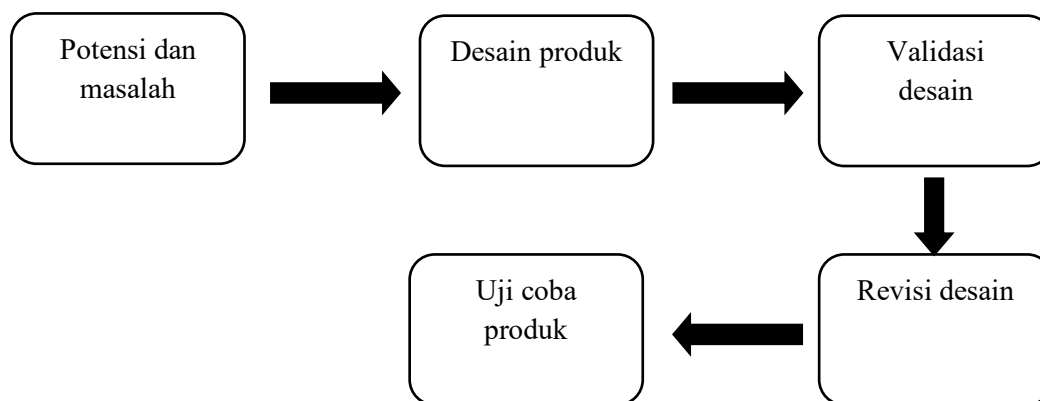 Potensi dan
masalah
Desain produk
Validasi
desain
Revisi desain
Uji coba
produk